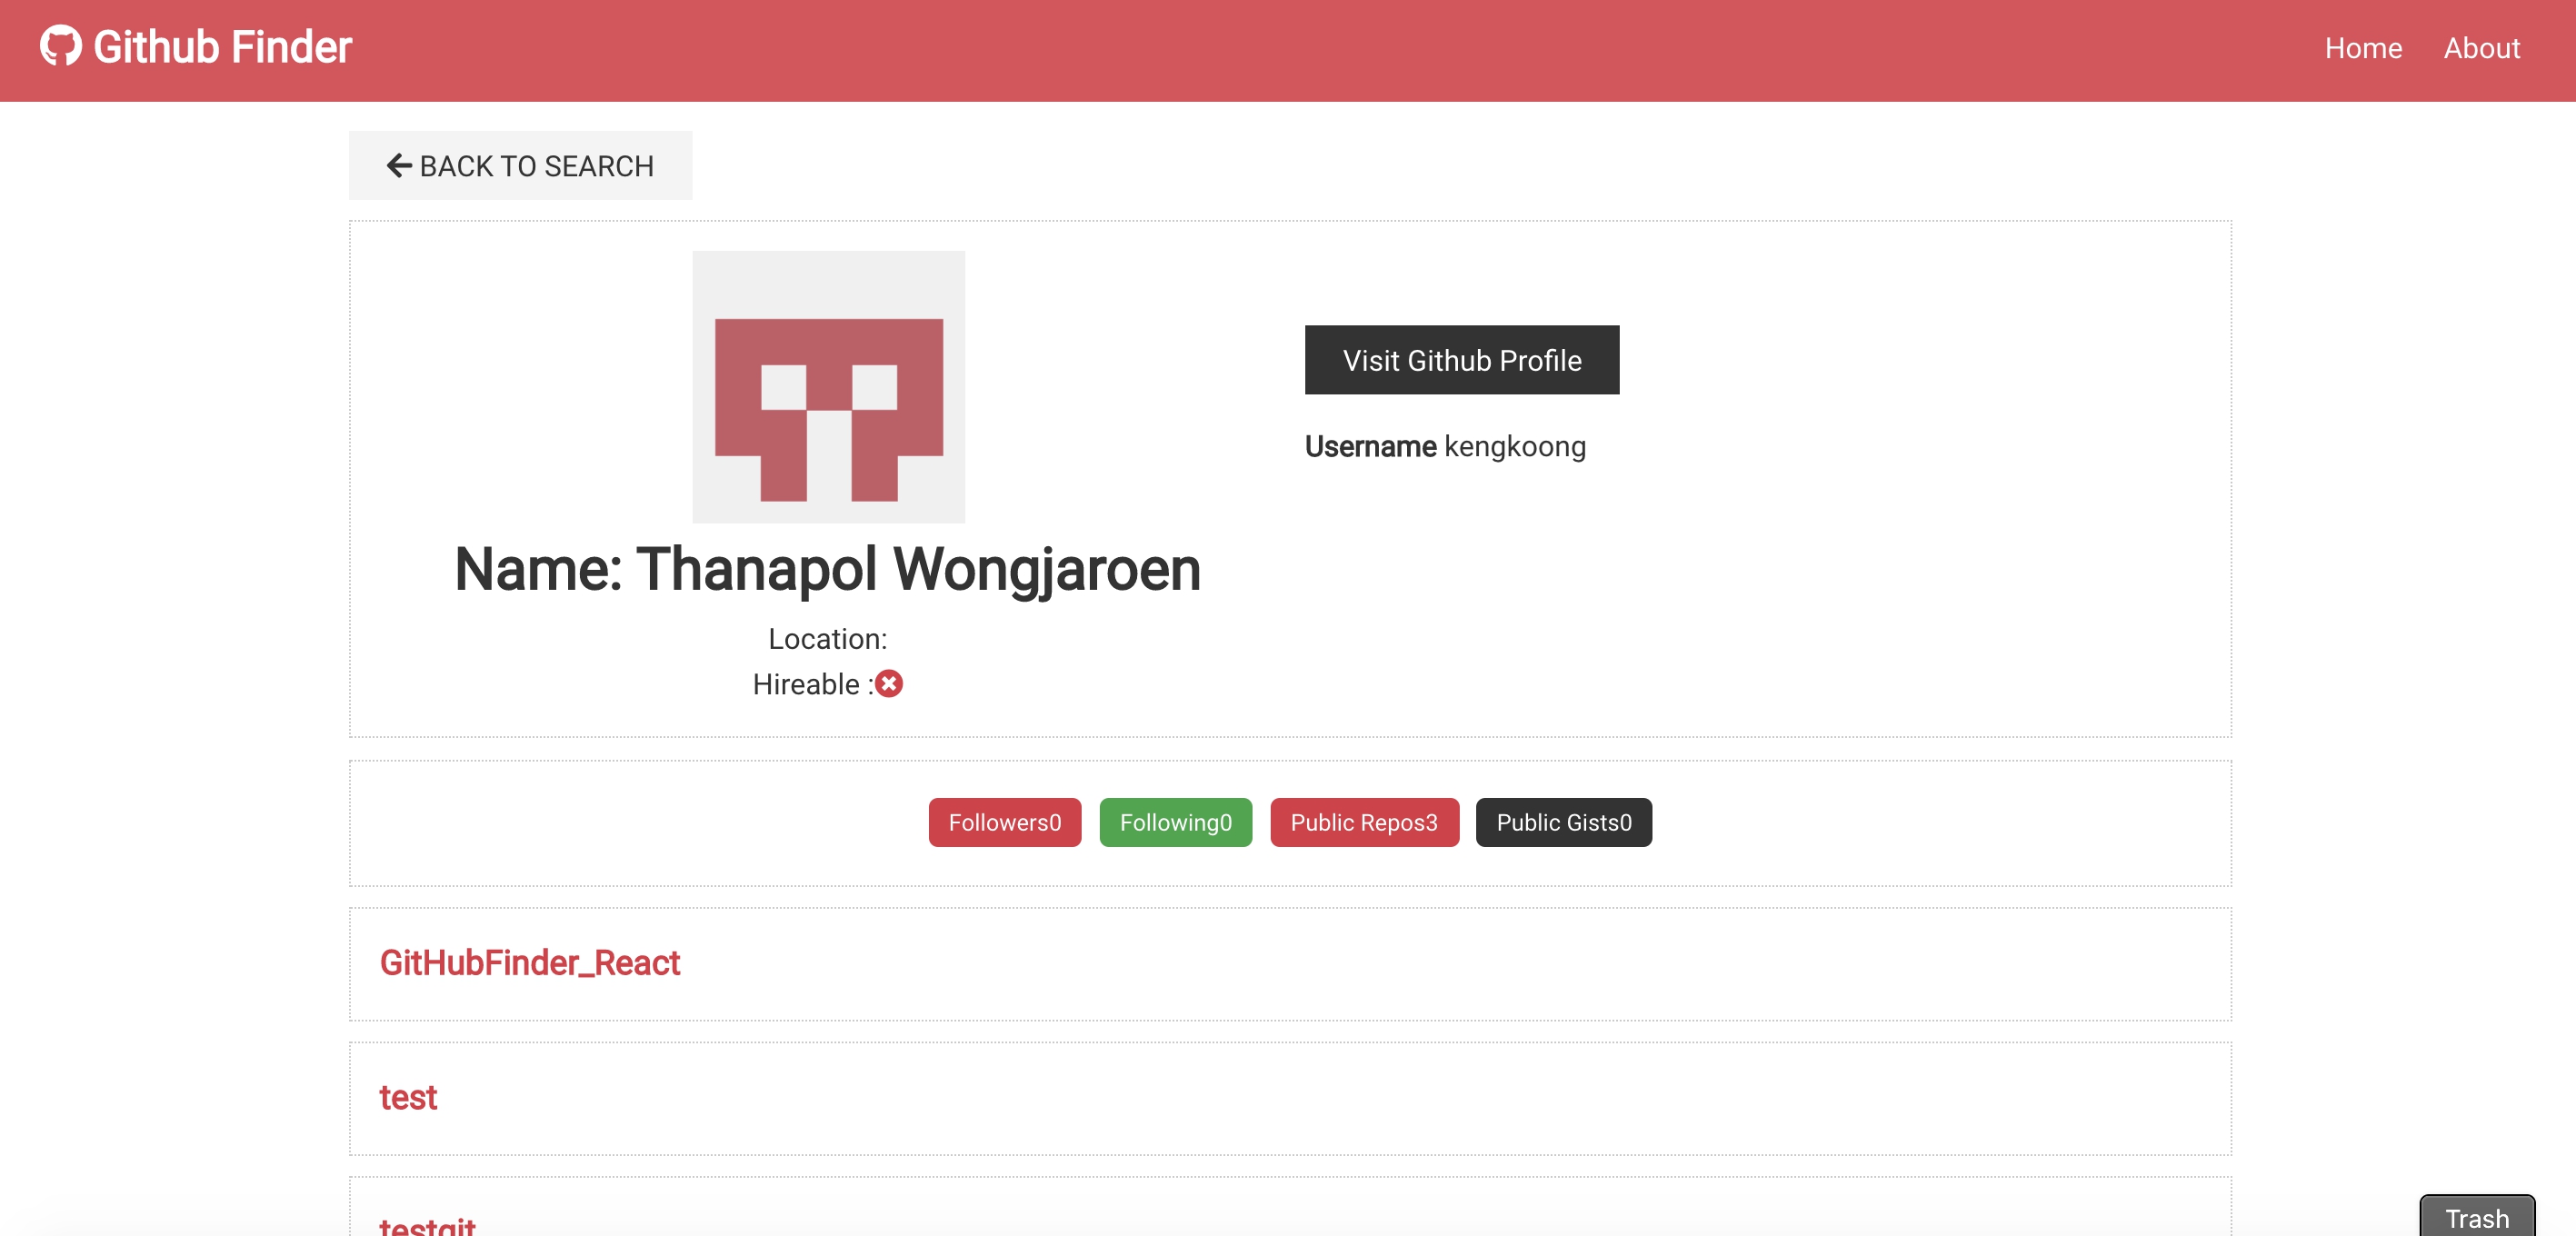 Github Finder
Home
About
BACK TO SEARCH
Visit Github Profile
Username kengkoong
Name: Thanapol Wongjaroen
Location:
Hireable :
Followers0
Following0
Public Repos3
Public Gists0
GitHubFinder_React
test
testgit
Trash